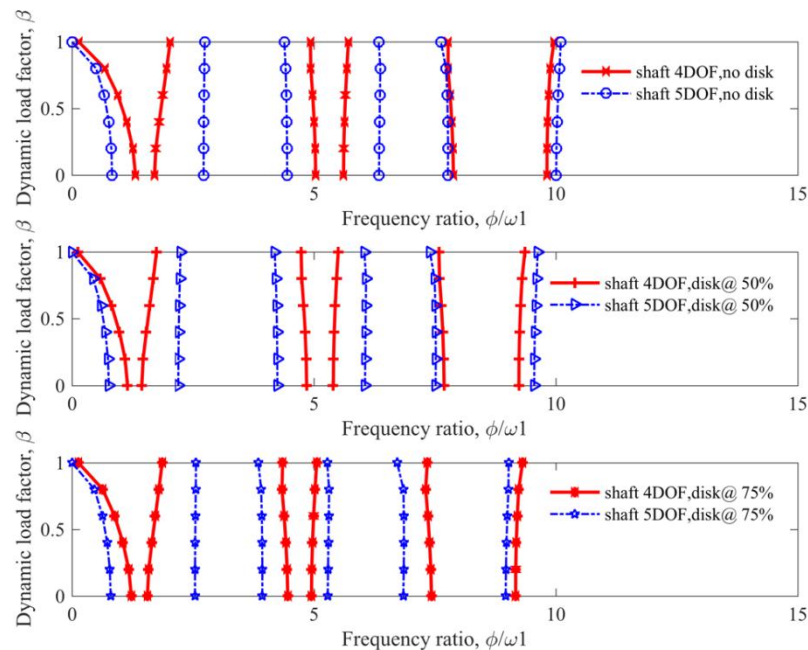 Dynamic load factor, β
1
0.5
0
0
5
10
15
Frequency ratio, ϕ/ω1
shaft 4DOF,no disk
shaft 5DOF,no disk
Dynamic load factor, β
1
0.5
0
0
5
10
15
Frequency ratio, ϕ/ω1
shaft 4DOF,disk@ 50%
shaft 5DOF,disk@ 50%
Dynamic load factor, β
1
0.5
0
0
5
10
15
Frequency ratio, ϕ/ω1
shaft 4DOF,disk@ 75%
shaft 5DOF,disk@ 75%